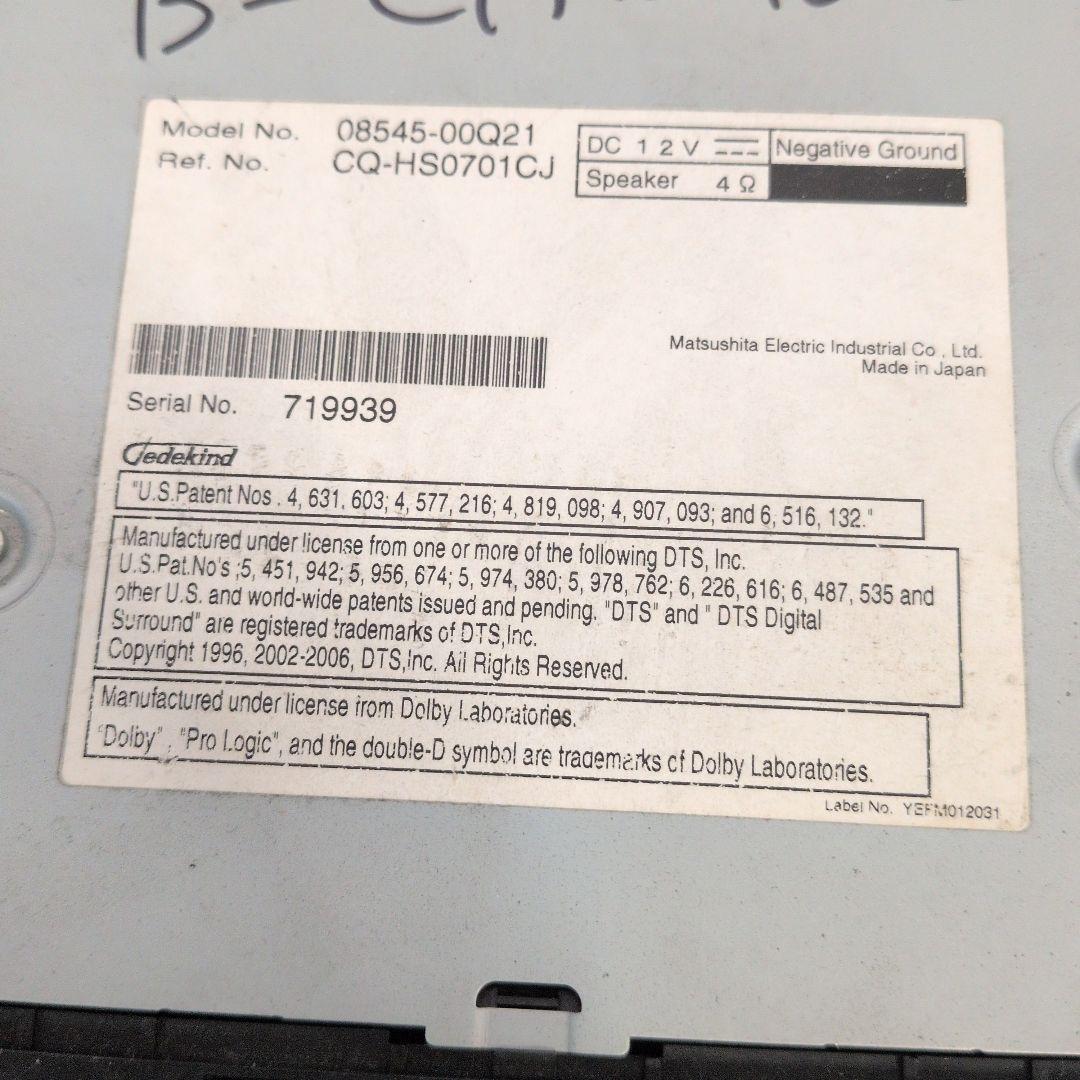 Model No. 08545-00Q21
Ref. No. CQ-HS0701CJ
DC 12V Negative Ground
Speaker 4Ω
Matsushita Electric Industrial Co., Ltd.
Made in Japan
Serial No. 719939
Gedekind
"U.S.Patent Nos. 4, 631, 603; 4, 577, 216; 4, 819, 098; 4, 907, 093; and 6, 516, 132."
Manufactured under license from one or more of the following DTS, Inc.
U.S.Pat.No's ;5, 451, 942; 5, 956, 674; 5, 974, 380; 5, 978, 762; 6, 226, 616; 6, 487, 535 and
other U.S. and world-wide patents issued and pending. "DTS" and " DTS Digital
Surround" are registered trademarks of DTS,Inc.
Copyright 1996, 2002-2006, DTS,Inc. All Rights Reserved.
Manufactured under license from Dolby Laboratories.
"Dolby", "Pro Logic", and the double-D symbol are trademarks of Dolby Laboratories.
Label No. YEFM012031